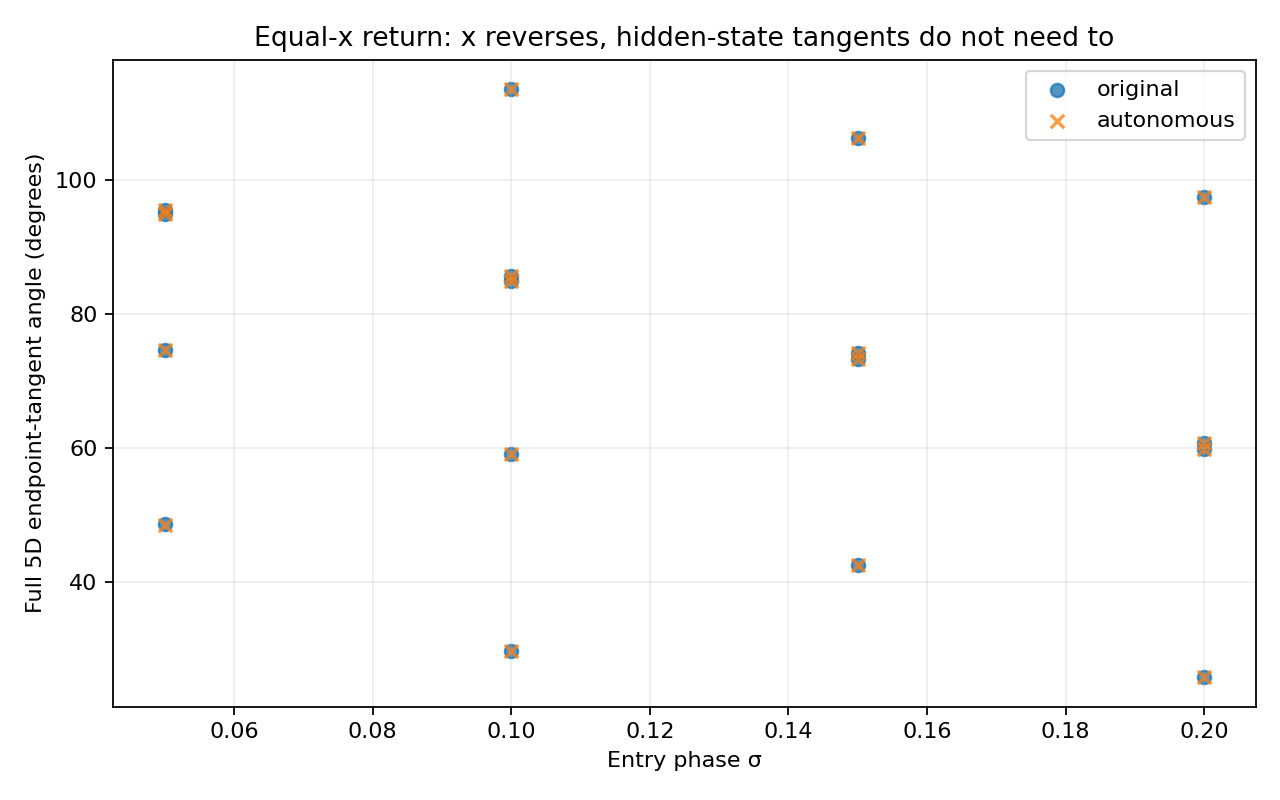 Equal-x return: x reverses, hidden-state tangents do not need to
original
autonomous
Full 5D endpoint-tangent angle (degrees)
100
80
60
40
0.06 0.08 0.10 0.12 0.14 0.16 0.18 0.20
Entry phase σ